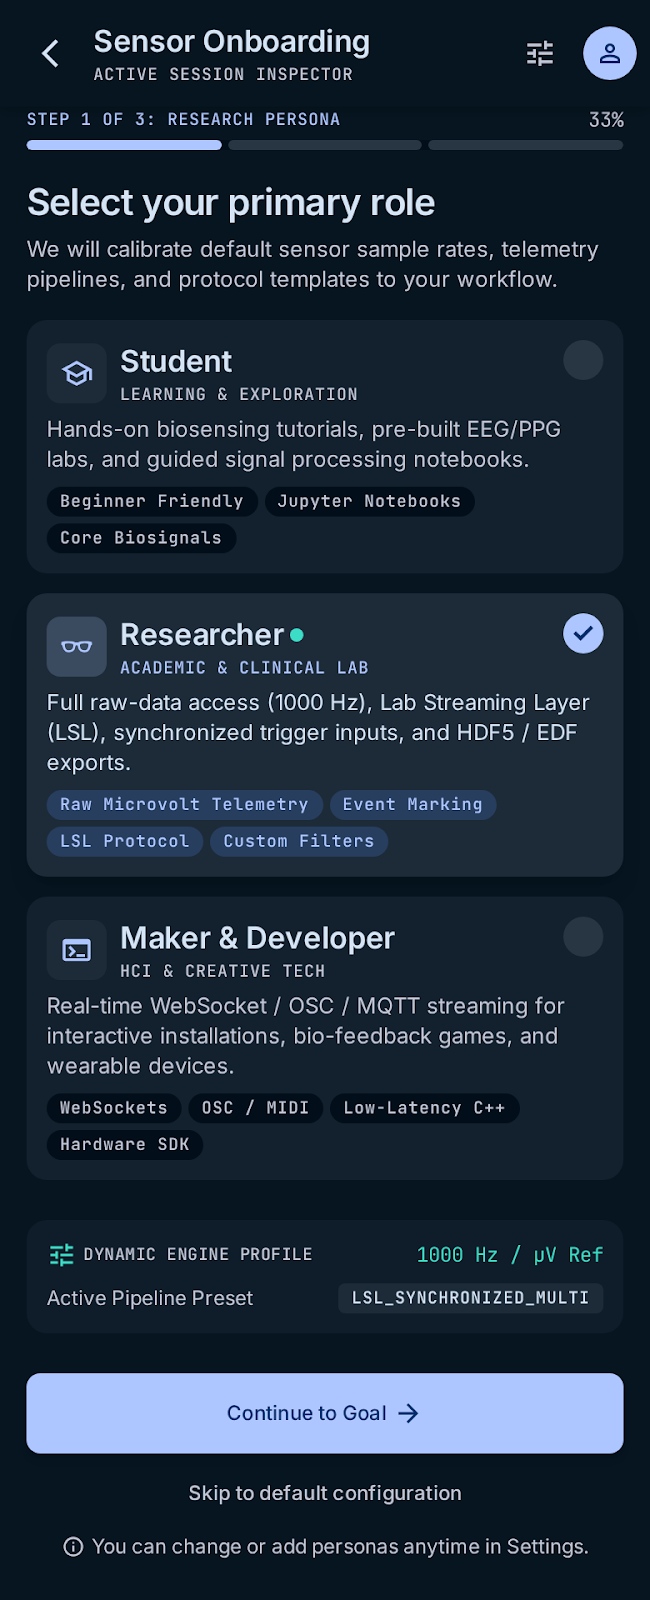 Sensor Onboarding
ACTIVE SESSION INSPECTOR
STEP 1 OF 3: RESEARCH PERSONA
33%
Select your primary role
We will calibrate default sensor sample rates, telemetry
pipelines, and protocol templates to your workflow.
Student
LEARNING & EXPLORATION
Hands-on biosensing tutorials, pre-built EEG/PPG
labs, and guided signal processing notebooks.
Beginner Friendly
Jupyter Notebooks
Core Biosignals
Researcher
ACADEMIC & CLINICAL LAB
Full raw-data access (1000 Hz), Lab Streaming Layer
(LSL), synchronized trigger inputs, and HDF5 / EDF
exports.
Raw Microvolt Telemetry
Event Marking
LSL Protocol
Custom Filters
Maker & Developer
HCI & CREATIVE TECH
Real-time WebSocket / OSC / MQTT streaming for
interactive installations, bio-feedback games, and
wearable devices.
WebSockets
OSC / MIDI
Low-Latency C++
Hardware SDK
DYNAMIC ENGINE PROFILE
1000 Hz / μV Ref
Active Pipeline Preset
LSL_SYNCHRONIZED_MULTI
Continue to Goal →
Skip to default configuration
You can change or add personas anytime in Settings.